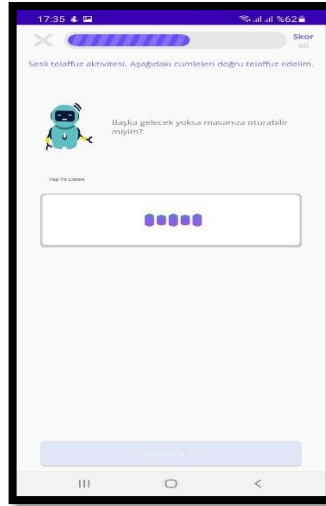 17:35 %62
Skor
80
Sesli telaffuz aktivitesi. Aşağıdaki cümleleri doğru telaffuz edelim.
Başka gelecek yoksa masanıza oturabilir
miyim?
Tap To Listen
KONTROL ET